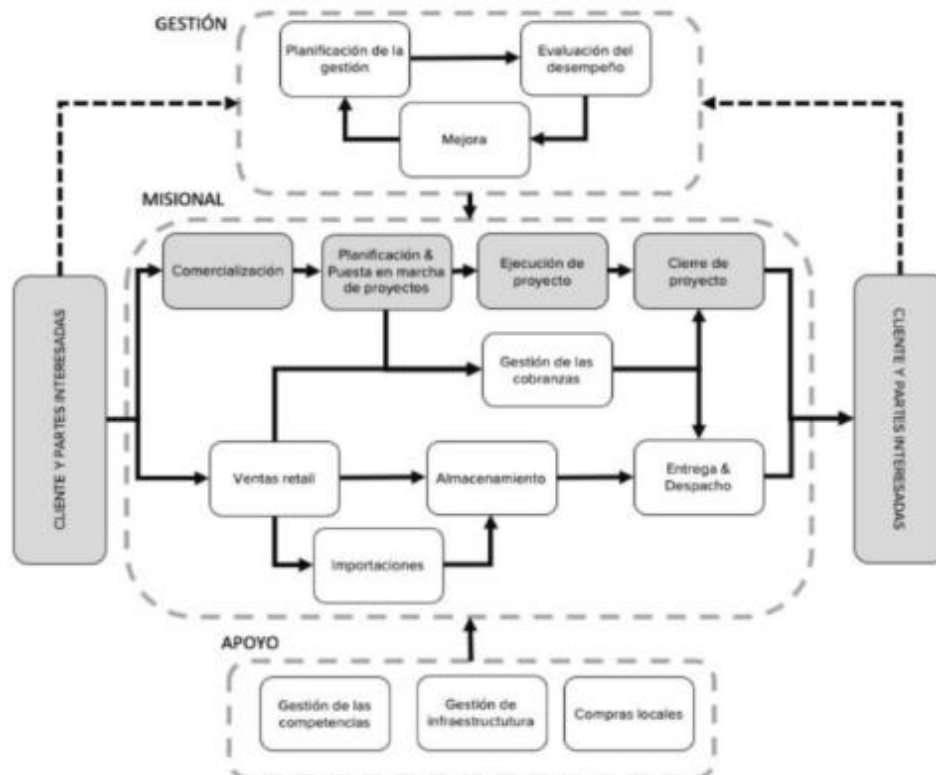 GESTIÓN
Planificación de la
gestión
Evaluación del
desempeño
Mejora
MISIONAL
Comercialización
Planificación &
Puesta en marcha
de proyectos
Ejecución de
proyecto
Cierre de
proyecto
CLIENTE Y PARTES INTERESADAS
CLIENTE Y PARTES INTERESADAS
Gestión de las
cobranzas
Ventas retail
Almacenamiento
Entrega &
Despacho
Importaciones
APOYO
Gestión de las
competencias
Gestión de
infraestructutura
Compras locales